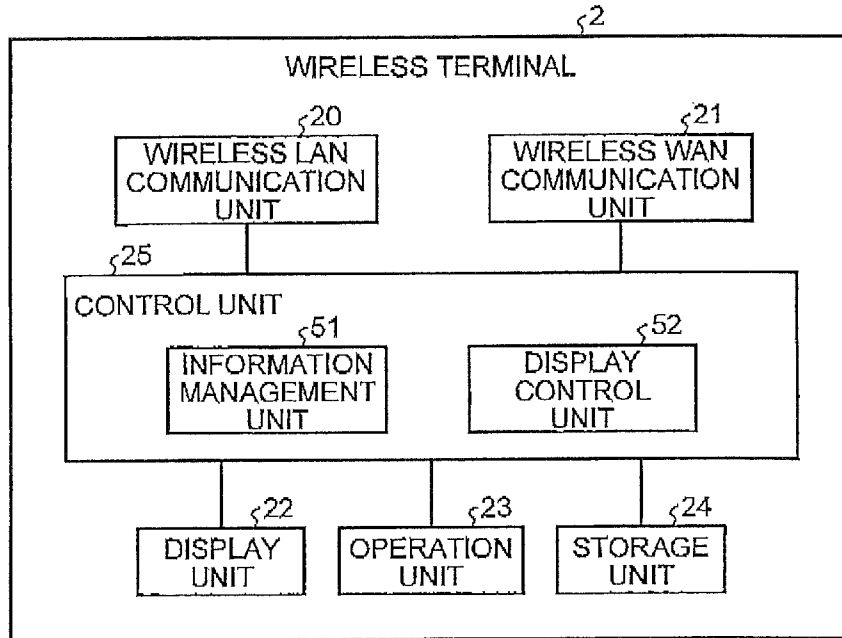 2
WIRELESS TERMINAL
20
WIRELESS LAN
COMMUNICATION
UNIT
21
WIRELESS WAN
COMMUNICATION
UNIT
25
CONTROL UNIT
51
INFORMATION
MANAGEMENT
UNIT
52
DISPLAY
CONTROL
UNIT
22
DISPLAY
UNIT
23
OPERATION
UNIT
24
STORAGE
UNIT